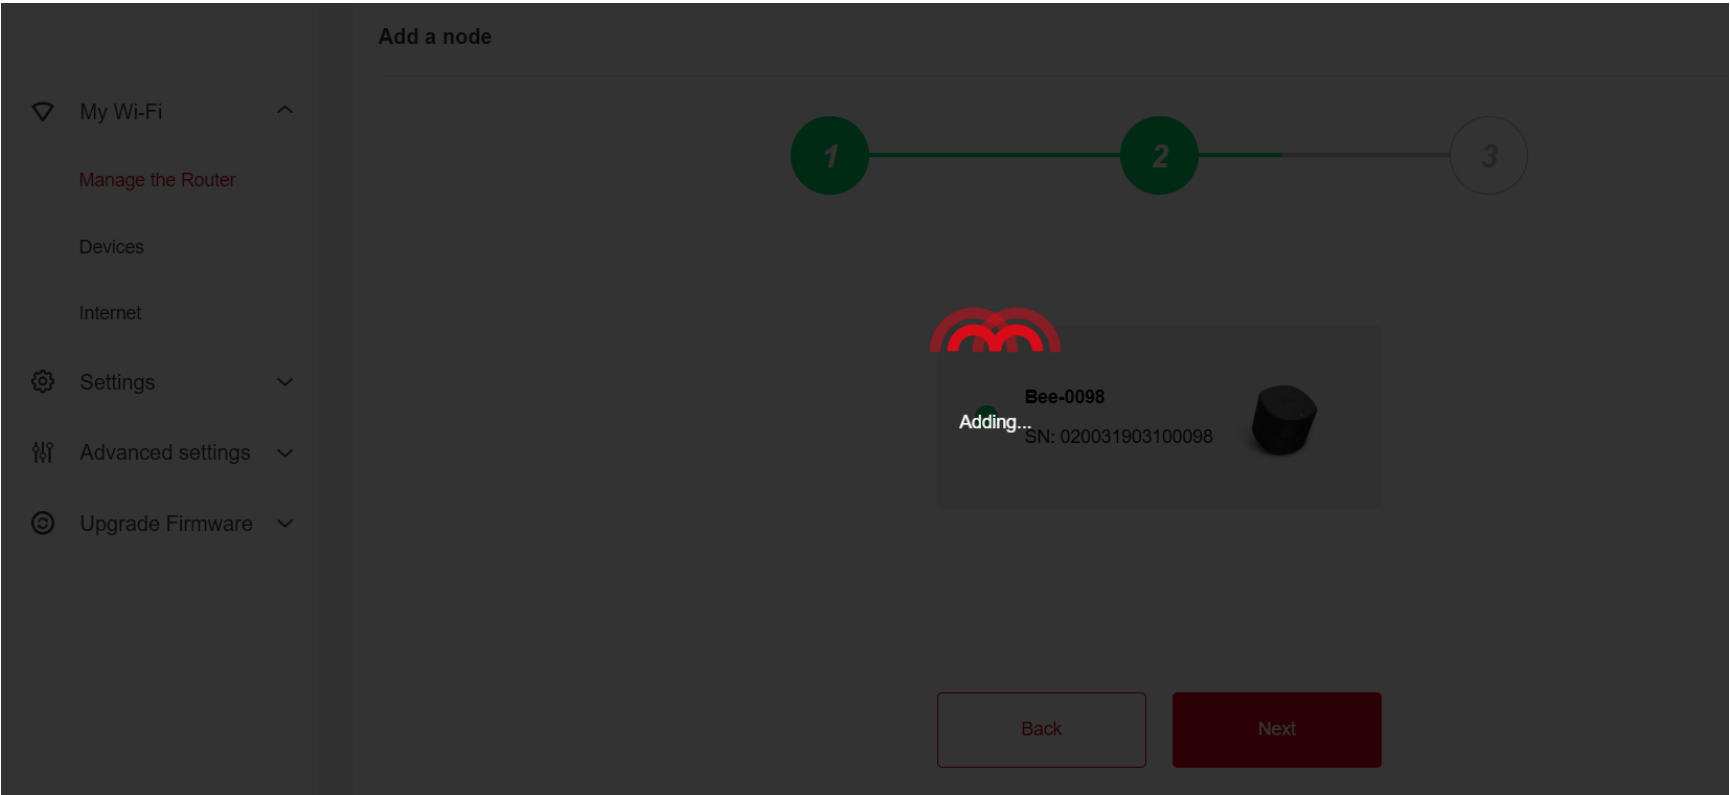 Add a node
My Wi-Fi
Manage the Router
Devices
Internet
Settings
Advanced settings
Upgrade Firmware
1
2
3
Bee-0098
Adding...
SN: 020031903100098
Back
Next